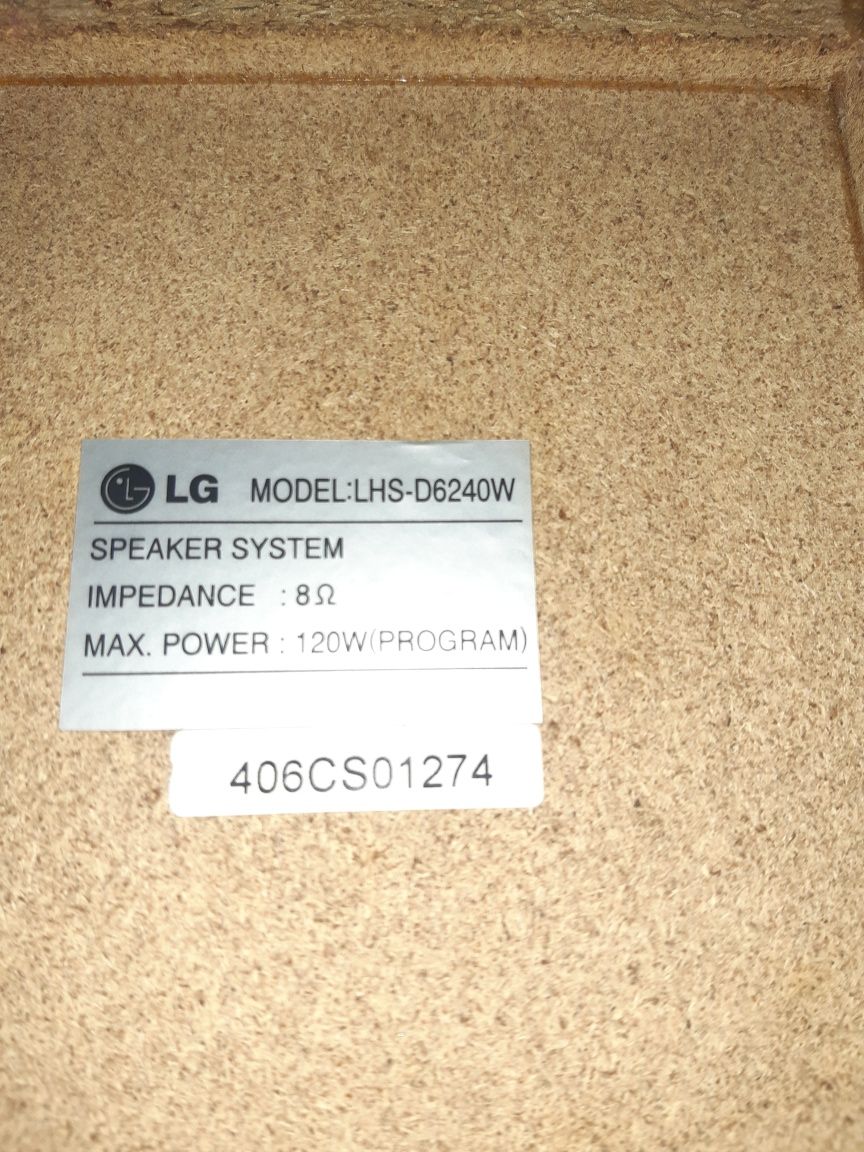 LG MODEL:LHS-D6240W
SPEAKER SYSTEM
IMPEDANCE : 8Ω
MAX. POWER : 120W(PROGRAM)
406CS01274